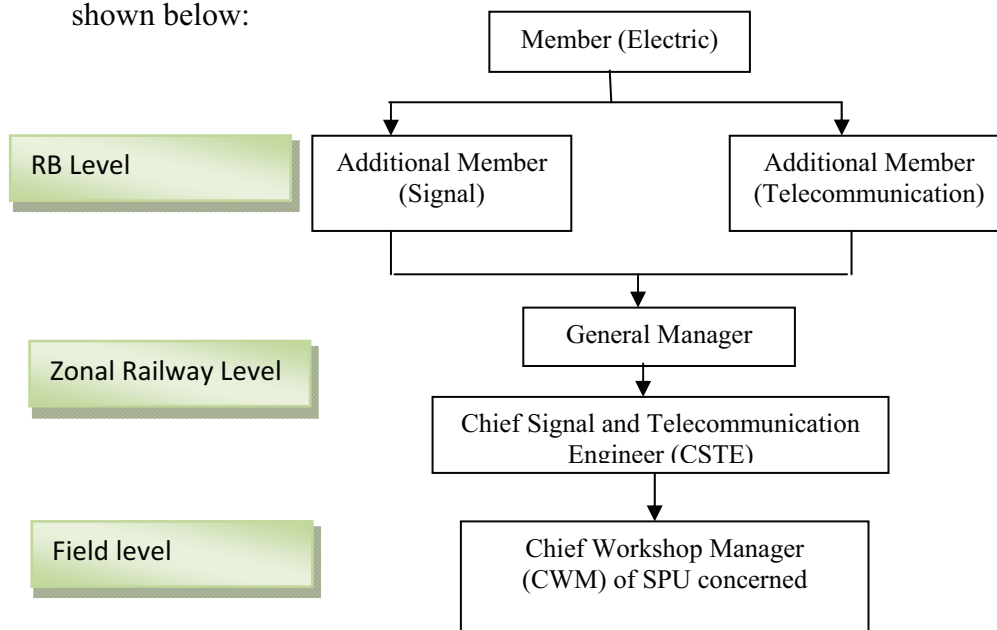 shown below:
Member (Electric)
RB Level
Additional Member
(Signal)
Additional Member
(Telecommunication)
Zonal Railway Level
General Manager
Chief Signal and Telecommunication
Engineer (CSTE)
Field level
Chief Workshop Manager
(CWM) of SPU concerned